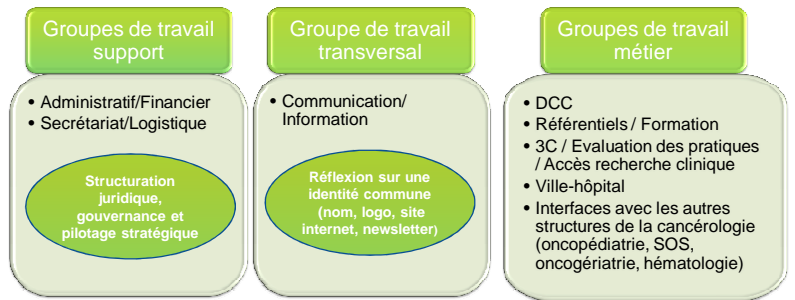 Groupes de travail
support
• Administratif/Financier
• Secrétariat/Logistique
Structuration
juridique,
gouvernance et
pilotage stratégique
Groupe de travail
transversal
• Communication/
Information
Réflexion sur une
identité commune
(nom, logo, site
internet, newsletter)
Groupes de travail
métier
• DCC
• Référentiels / Formation
• 3C / Evaluation des pratiques
/ Accès recherche clinique
• Ville-hôpital
• Interfaces avec les autres
structures de la cancérologie
(oncopédiatrie, SOS,
oncogériatrie, hématologie)